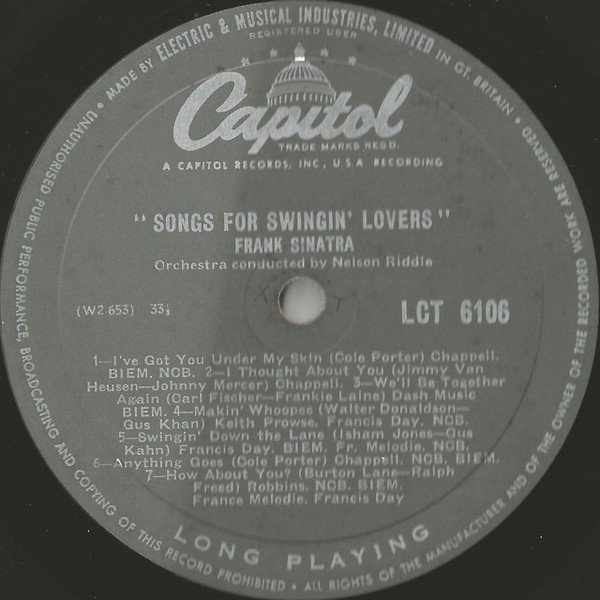 MADE BY ELECTRIC & MUSICAL INDUSTRIES, LIMITED IN GT. BRITAIN •
REGISTERED USER
Capitol
TRADE MARKS REGD.
A CAPITOL RECORDS, INC., U.S.A. RECORDING
"SONGS FOR SWINGIN' LOVERS"
FRANK SINATRA
Orchestra conducted by Nelson Riddle
(W2 653) 33⅓
LCT 6106
1—I've Got You Under My Skin (Cole Porter) Chappell,
BIEM, NCB. 2—I Thought About You (Jimmy Van
Heusen—Johnny Mercer) Chappell. 3—We'll Be Together
Again (Carl Fischer—Frankie Laine) Dash Music
BIEM. 4—Makin' Whoopee (Walter Donaldson—
Gus Khan) Keith Prowse, Francis Day, NCB.
5—Swingin' Down the Lane (Isham Jones—Gus
Kahn) Francis Day, BIEM, Fr. Melodie, NCB.
6—Anything Goes (Cole Porter) Chappell, NCB, BIEM.
7—How About You? (Burton Lane—Ralph
Freed) Robbins, NCB, BIEM,
France Melodie, Francis Day
LONG PLAYING
UNAUTHORISED PUBLIC PERFORMANCE, BROADCASTING AND COPYING OF THIS RECORD PROHIBITED • ALL RIGHTS OF THE MANUFACTURER AND OF THE OWNER OF THE RECORDED WORK ARE RESERVED •